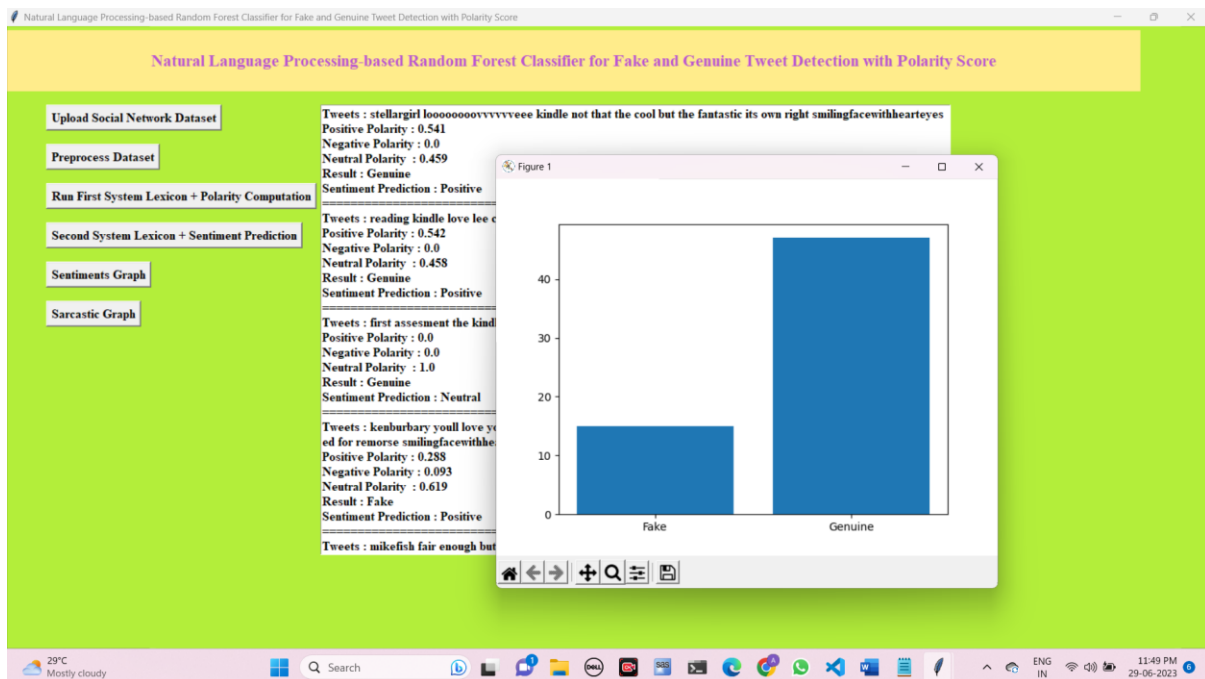 Natural Language Processing-based Random Forest Classifier for Fake and Genuine Tweet Detection with Polarity Score
Natural Language Processing-based Random Forest Classifier for Fake and Genuine Tweet Detection with Polarity Score
Upload Social Network Dataset
Preprocess Dataset
Run First System Lexicon + Polarity Computation
Second System Lexicon + Sentiment Prediction
Sentiments Graph
Sarcastic Graph
Tweets : stellargirl looooooooovvvvvveee kindle not that the cool but the fantastic its own right smilingfacewithhearteyes
Positive Polarity : 0.541
Negative Polarity : 0.0
Neutral Polarity : 0.459
Result : Genuine
Sentiment Prediction : Positive
Tweets : reading kindle love lee c
Positive Polarity : 0.542
Negative Polarity : 0.0
Neutral Polarity : 0.458
Result : Genuine
Sentiment Prediction : Positive
Tweets : first assesment the kindl
Positive Polarity : 0.0
Negative Polarity : 0.0
Neutral Polarity : 1.0
Result : Genuine
Sentiment Prediction : Neutral
Tweets : kenburbary youll love yo
ed for remorse smilingfacewithhe
Positive Polarity : 0.288
Negative Polarity : 0.093
Neutral Polarity : 0.619
Result : Fake
Sentiment Prediction : Positive
Tweets : mikefish fair enough but
Figure 1
40
30
20
10
0
Fake
Genuine
29°C
Mostly cloudy
Search
DELL
SAS
ENG
IN
11:49 PM
29-06-2023
6